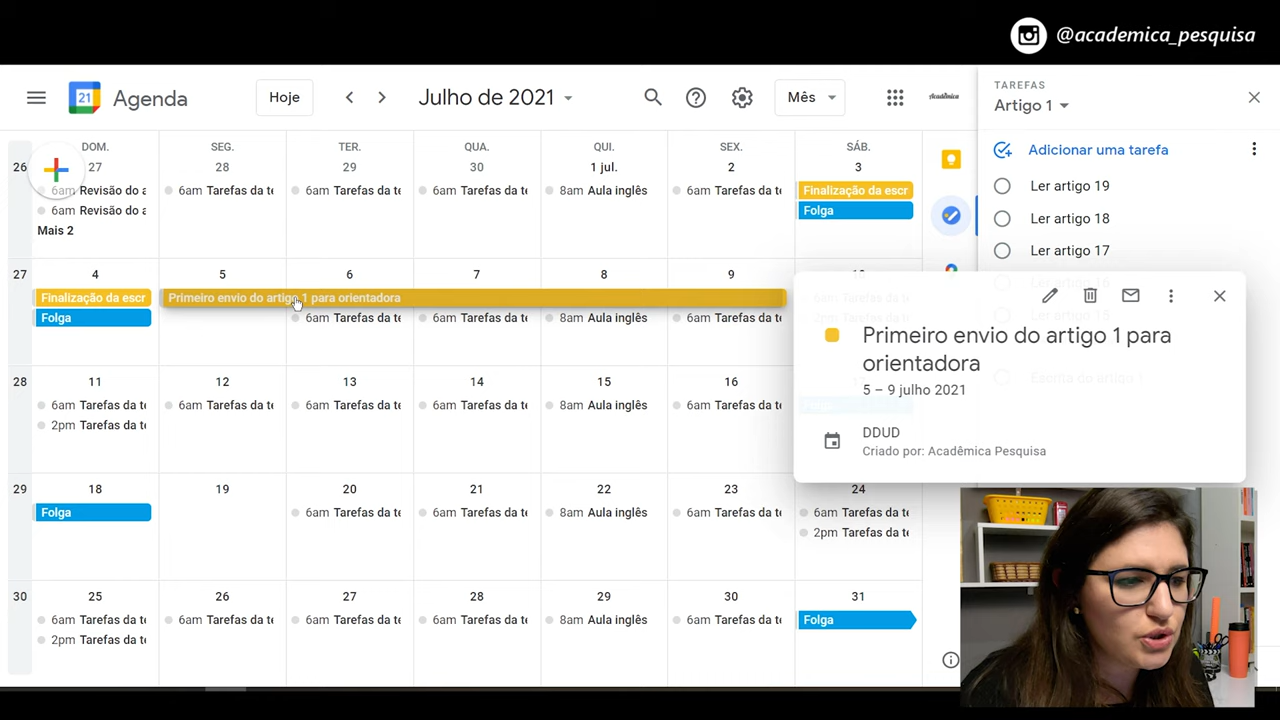 @academica_pesquisa
21
Agenda
Hoje
Julho de 2021
Mês
Acadêmica
TAREFAS
Artigo 1
Adicionar uma tarefa
Ler artigo 19
Ler artigo 18
Ler artigo 17
DOM. SEG. TER. QUA. QUI. SEX. SÁB.
26 27 28 29 30 1 jul. 2 3
6am Revisão do a 6am Tarefas da te 6am Tarefas da te 6am Tarefas da te 8am Aula inglês 6am Tarefas da te Finalização da escr
6am Revisão do a Folga
Mais 2
27 4 5 6 7 8 9
Finalização da escr Primeiro envio do artigo 1 para orientadora
Folga 6am Tarefas da te 6am Tarefas da te 8am Aula inglês 6am Tarefas da te
Primeiro envio do artigo 1 para
orientadora
5 – 9 julho 2021
DDUD
Criado por: Acadêmica Pesquisa
Escrita do artigo 1
28 11 12 13 14 15 16
6am Tarefas da te 6am Tarefas da te 6am Tarefas da te 6am Tarefas da te 8am Aula inglês 6am Tarefas da te
2pm Tarefas da te
29 18 19 20 21 22 23 24
Folga 6am Tarefas da te 6am Tarefas da te 8am Aula inglês 6am Tarefas da te 6am Tarefas da te
2pm Tarefas da te
30 25 26 27 28 29 30 31
6am Tarefas da te 6am Tarefas da te 6am Tarefas da te 6am Tarefas da te 8am Aula inglês 6am Tarefas da te Folga
2pm Tarefas da te